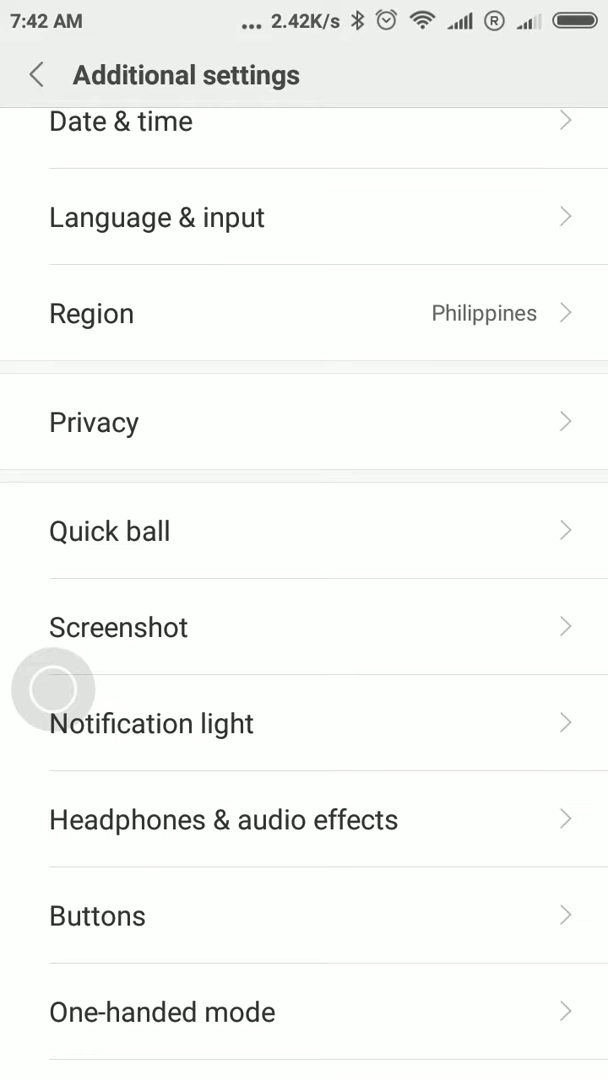 7:42 AM ... 2.42K/s R
Additional settings
Date & time
Language & input
Region Philippines
Privacy
Quick ball
Screenshot
Notification light
Headphones & audio effects
Buttons
One-handed mode